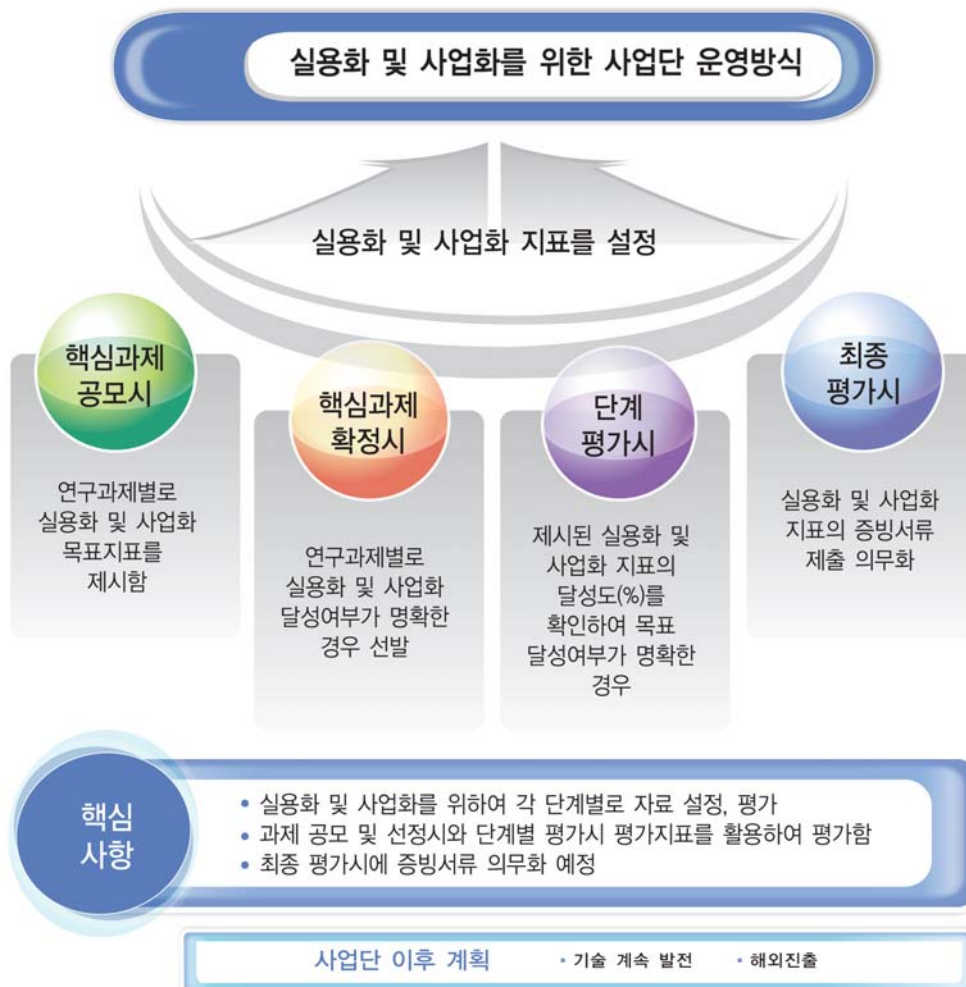 실용화 및 사업화를 위한 사업단 운영방식
실용화 및 사업화 지표를 설정
핵심과제
공모시
연구과제별로
실용화 및 사업화
목표지표를
제시함
핵심과제
확정시
연구과제별로
실용화 및 사업화
달성여부가 명확한
경우 선발
단계
평가시
제시된 실용화 및
사업화 지표의
달성도(%)를
확인하여 목표
달성여부가 명확한
경우
최종
평가시
실용화 및 사업화
지표의 증빙서류
제출 의무화
핵심
사항
• 실용화 및 사업화를 위하여 각 단계별로 자료 설정, 평가
• 과제 공모 및 선정시와 단계별 평가시 평가지표를 활용하여 평가함
• 최종 평가시에 증빙서류 의무화 예정
사업단 이후 계획 • 기술 계속 발전 • 해외진출